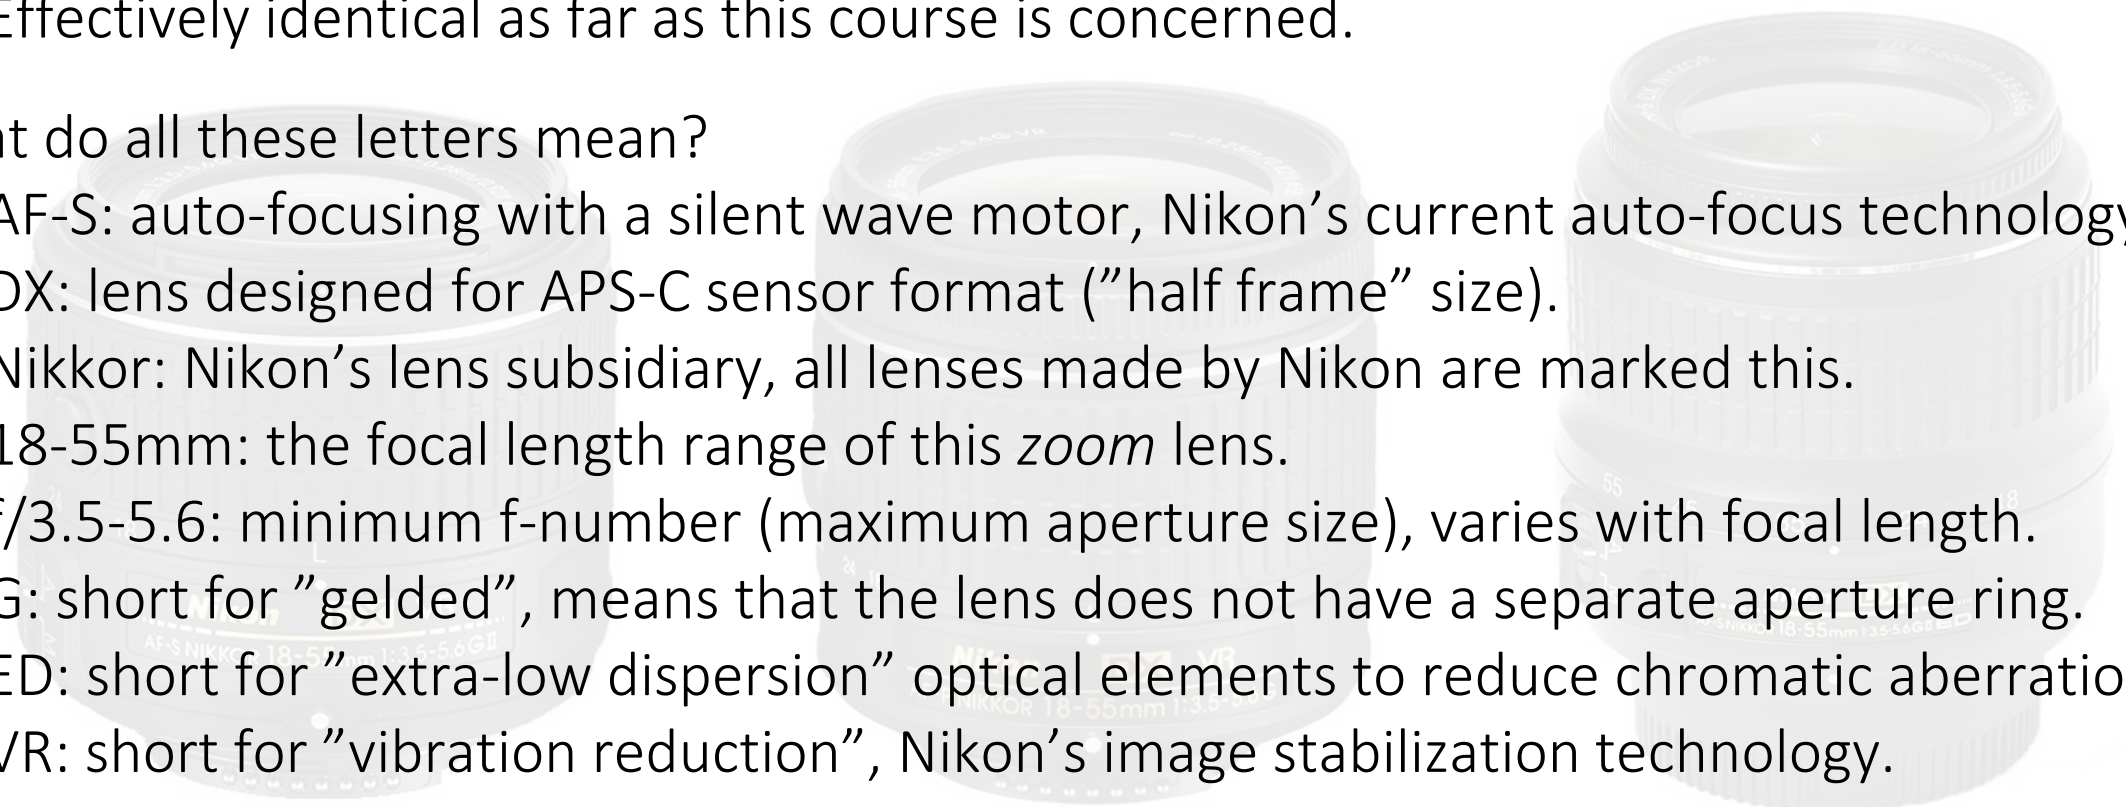 Effectively identical as far as this course is concerned.
at do all these letters mean?
AF-S: auto-focusing with a silent wave motor, Nikon’s current auto-focus technology
DX: lens designed for APS-C sensor format (”half frame” size).
Nikkor: Nikon’s lens subsidiary, all lenses made by Nikon are marked this.
18-55mm: the focal length range of this zoom lens.
f/3.5-5.6: minimum f-number (maximum aperture size), varies with focal length.
G: short for ”gelded”, means that the lens does not have a separate aperture ring.
ED: short for ”extra-low dispersion” optical elements to reduce chromatic aberratio
VR: short for ”vibration reduction”, Nikon’s image stabilization technology.